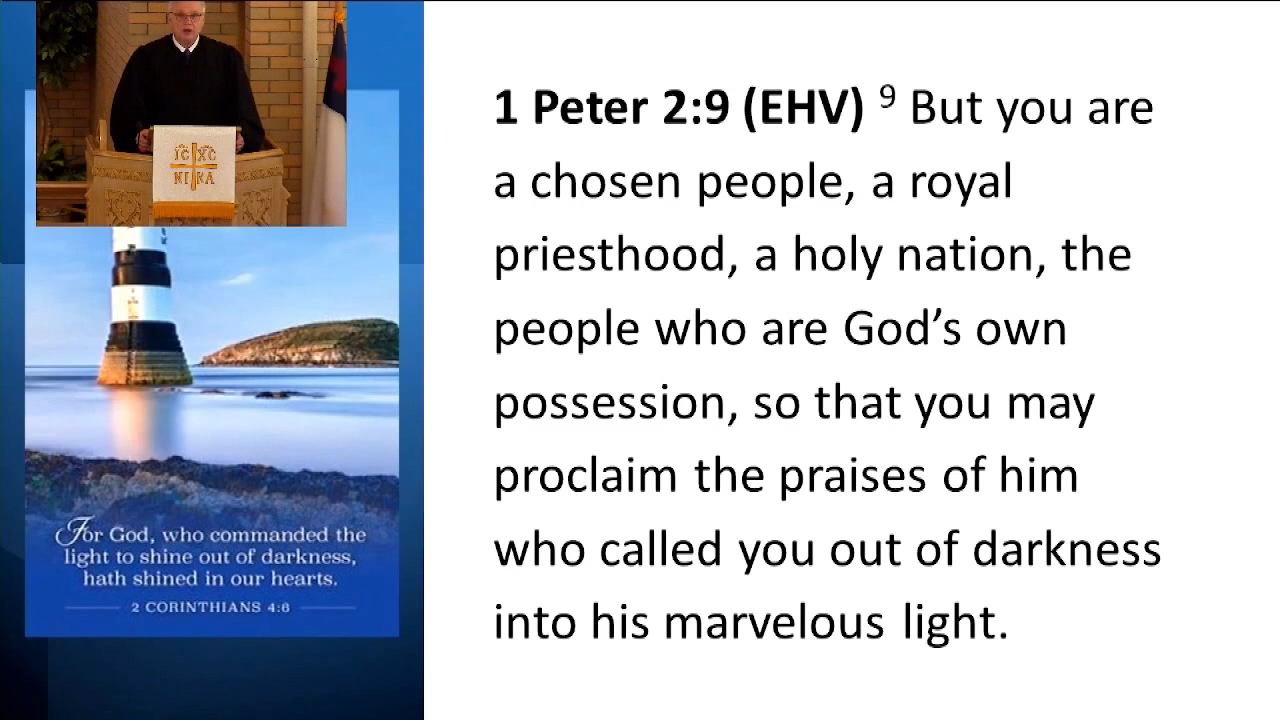 IC XC
NI KA
For God, who commanded the
light to shine out of darkness,
hath shined in our hearts.
2 CORINTHIANS 4:6
1 Peter 2:9 (EHV) 9 But you are
a chosen people, a royal
priesthood, a holy nation, the
people who are God’s own
possession, so that you may
proclaim the praises of him
who called you out of darkness
into his marvelous light.